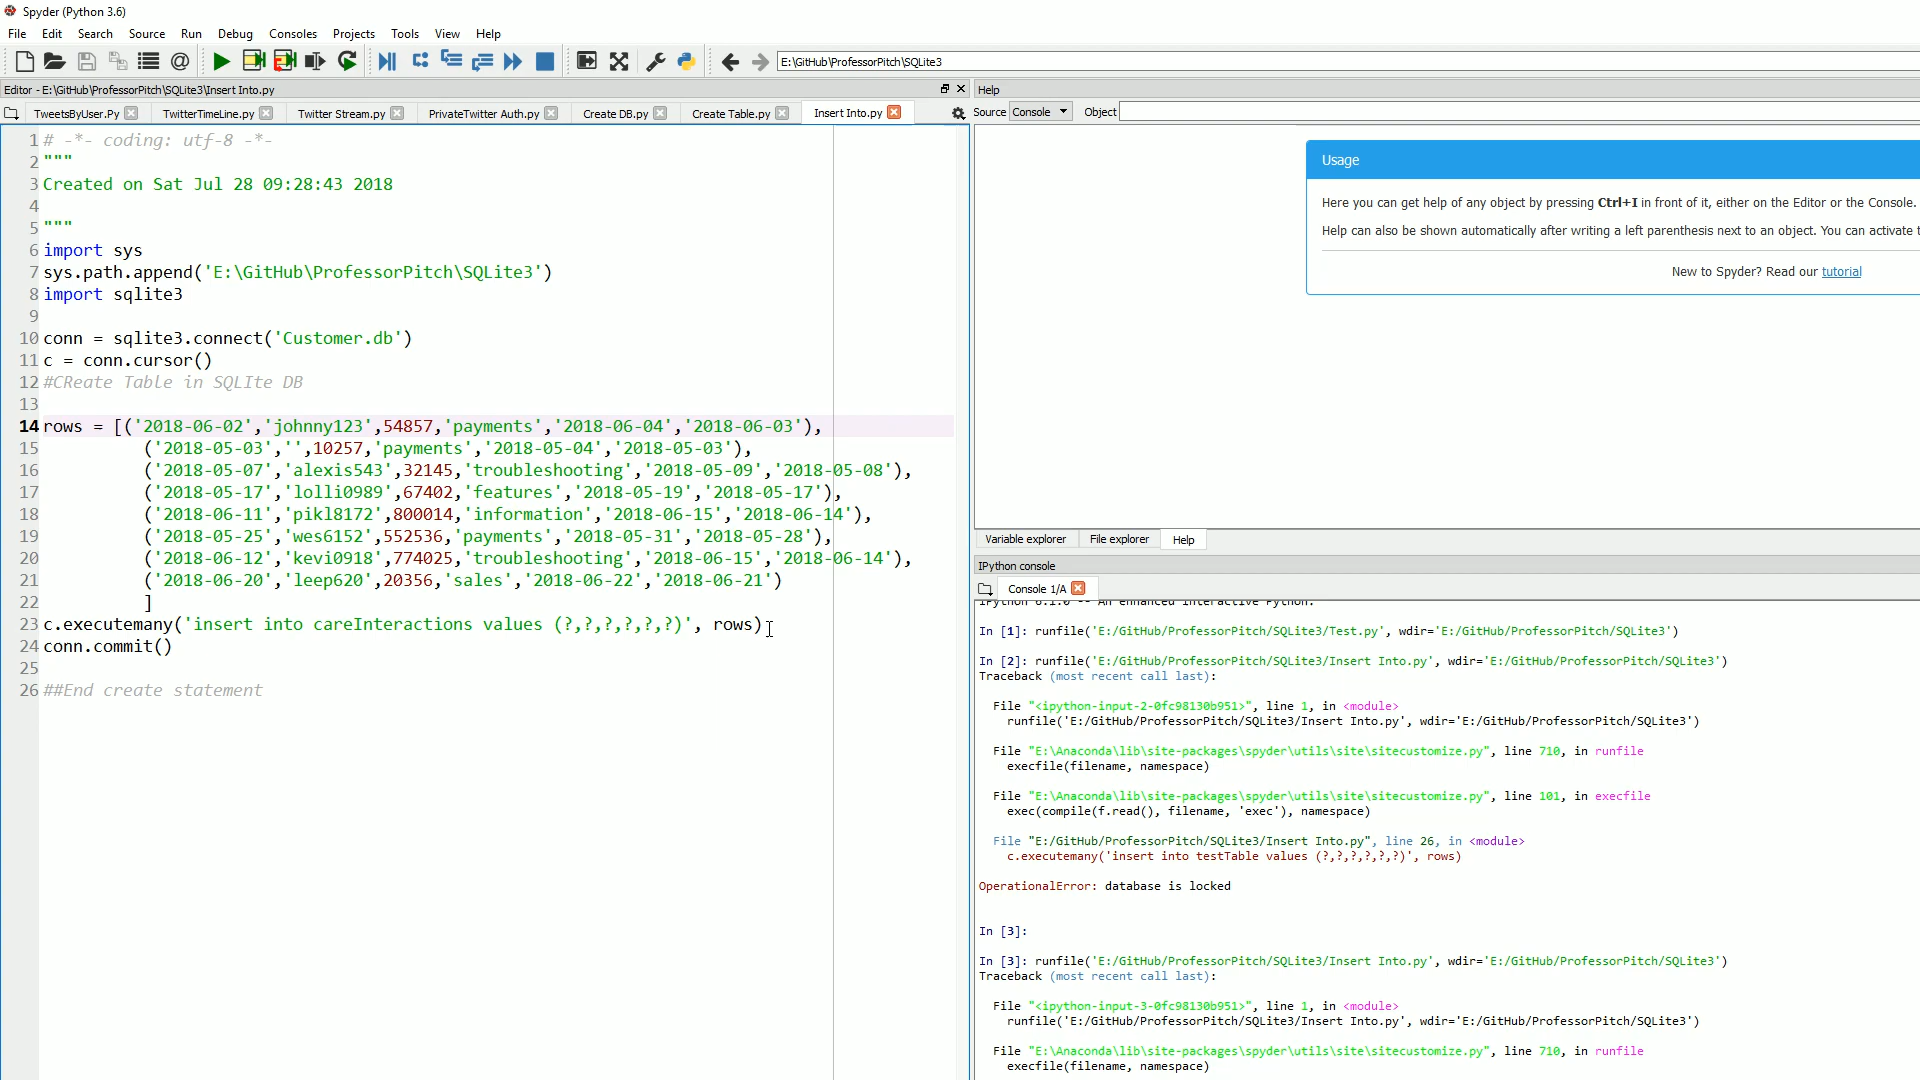 Spyder (Python 3.6)
File Edit Search Source Run Debug Consoles Projects Tools View Help
E:\GitHub\ProfessorPitch\SQLite3
Editor - E:\GitHub\ProfessorPitch\SQLite3\Insert Into.py
TweetsByUser.Py TwitterTimeLine.py Twitter Stream.py PrivateTwitter Auth.py Create DB.py Create Table.py Insert Into.py
1 # -*- coding: utf-8 -*-
2 """
3 Created on Sat Jul 28 09:28:43 2018
4
5 """
6 import sys
7 sys.path.append('E:\GitHub\ProfessorPitch\SQLite3')
8 import sqlite3
9
10 conn = sqlite3.connect('Customer.db')
11 c = conn.cursor()
12 #CReate Table in SQLIte DB
13
14 rows = [('2018-06-02','johnny123',54857,'payments','2018-06-04','2018-06-03'),
15 ('2018-05-03','',10257,'payments','2018-05-04','2018-05-03'),
16 ('2018-05-07','alexis543',32145,'troubleshooting','2018-05-09','2018-05-08'),
17 ('2018-05-17','lolli0989',67402,'features','2018-05-19','2018-05-17'),
18 ('2018-06-11','pikl8172',800014,'information','2018-06-15','2018-06-14'),
19 ('2018-05-25','wes6152',552536,'payments','2018-05-31','2018-05-28'),
20 ('2018-06-12','kevi0918',774025,'troubleshooting','2018-06-15','2018-06-14'),
21 ('2018-06-20','leep620',20356,'sales','2018-06-22','2018-06-21')
22 ]
23 c.executemany('insert into careInteractions values (?,?,?,?,?,?)', rows)
24 conn.commit()
25
26 ##End create statement
Help
Source Console Object
Usage
Here you can get help of any object by pressing Ctrl+I in front of it, either on the Editor or the Console.
Help can also be shown automatically after writing a left parenthesis next to an object. You can activate t
New to Spyder? Read our tutorial
Variable explorer File explorer Help
IPython console
Console 1/A
IPython 6.1.0 -- An enhanced Interactive Python.
In [1]: runfile('E:/GitHub/ProfessorPitch/SQLite3/Test.py', wdir='E:/GitHub/ProfessorPitch/SQLite3')
In [2]: runfile('E:/GitHub/ProfessorPitch/SQLite3/Insert Into.py', wdir='E:/GitHub/ProfessorPitch/SQLite3')
Traceback (most recent call last):
File "<ipython-input-2-0fc98130b951>", line 1, in <module>
runfile('E:/GitHub/ProfessorPitch/SQLite3/Insert Into.py', wdir='E:/GitHub/ProfessorPitch/SQLite3')
File "E:\Anaconda\lib\site-packages\spyder\utils\site\sitecustomize.py", line 710, in runfile
execfile(filename, namespace)
File "E:\Anaconda\lib\site-packages\spyder\utils\site\sitecustomize.py", line 101, in execfile
exec(compile(f.read(), filename, 'exec'), namespace)
File "E:/GitHub/ProfessorPitch/SQLite3/Insert Into.py", line 26, in <module>
c.executemany('insert into testTable values (?,?,?,?,?,?)', rows)
OperationalError: database is locked
In [3]:
In [3]: runfile('E:/GitHub/ProfessorPitch/SQLite3/Insert Into.py', wdir='E:/GitHub/ProfessorPitch/SQLite3')
Traceback (most recent call last):
File "<ipython-input-3-0fc98130b951>", line 1, in <module>
runfile('E:/GitHub/ProfessorPitch/SQLite3/Insert Into.py', wdir='E:/GitHub/ProfessorPitch/SQLite3')
File "E:\Anaconda\lib\site-packages\spyder\utils\site\sitecustomize.py", line 710, in runfile
execfile(filename, namespace)